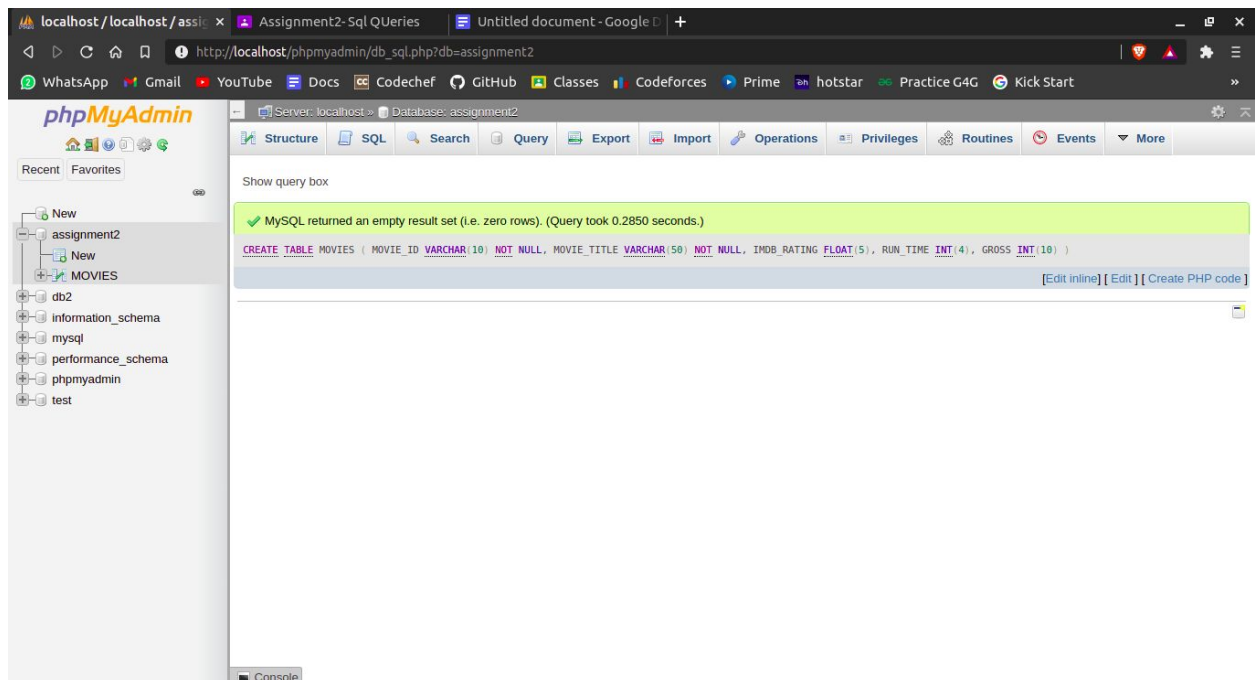 localhost / localhost / assig
Assignment2- Sql QUeries
Untitled document - Google D
http://localhost/phpmyadmin/db_sql.php?db=assignment2
WhatsApp Gmail YouTube Docs Codechef GitHub Classes Codeforces Prime hotstar Practice G4G Kick Start »
phpMyAdmin
Recent Favorites
New
assignment2
New
MOVIES
db2
information_schema
mysql
performance_schema
phpmyadmin
test
Server: localhost » Database: assignment2
Structure SQL Search Query Export Import Operations Privileges Routines Events More
Show query box
MySQL returned an empty result set (i.e. zero rows). (Query took 0.2850 seconds.)
CREATE TABLE MOVIES ( MOVIE_ID VARCHAR(10) NOT NULL, MOVIE_TITLE VARCHAR(50) NOT NULL, IMDB_RATING FLOAT(5), RUN_TIME INT(4), GROSS INT(10) )
[Edit inline] [ Edit ] [ Create PHP code ]
Console